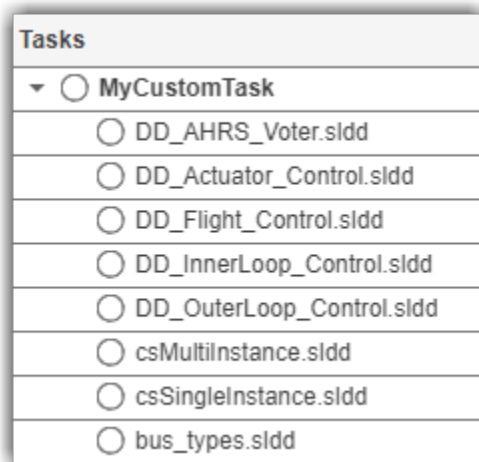 Tasks
MyCustomTask
DD_AHRS_Voter.sldd
DD_Actuator_Control.sldd
DD_Flight_Control.sldd
DD_InnerLoop_Control.sldd
DD_OuterLoop_Control.sldd
csMultiInstance.sldd
csSingleInstance.sldd
bus_types.sldd